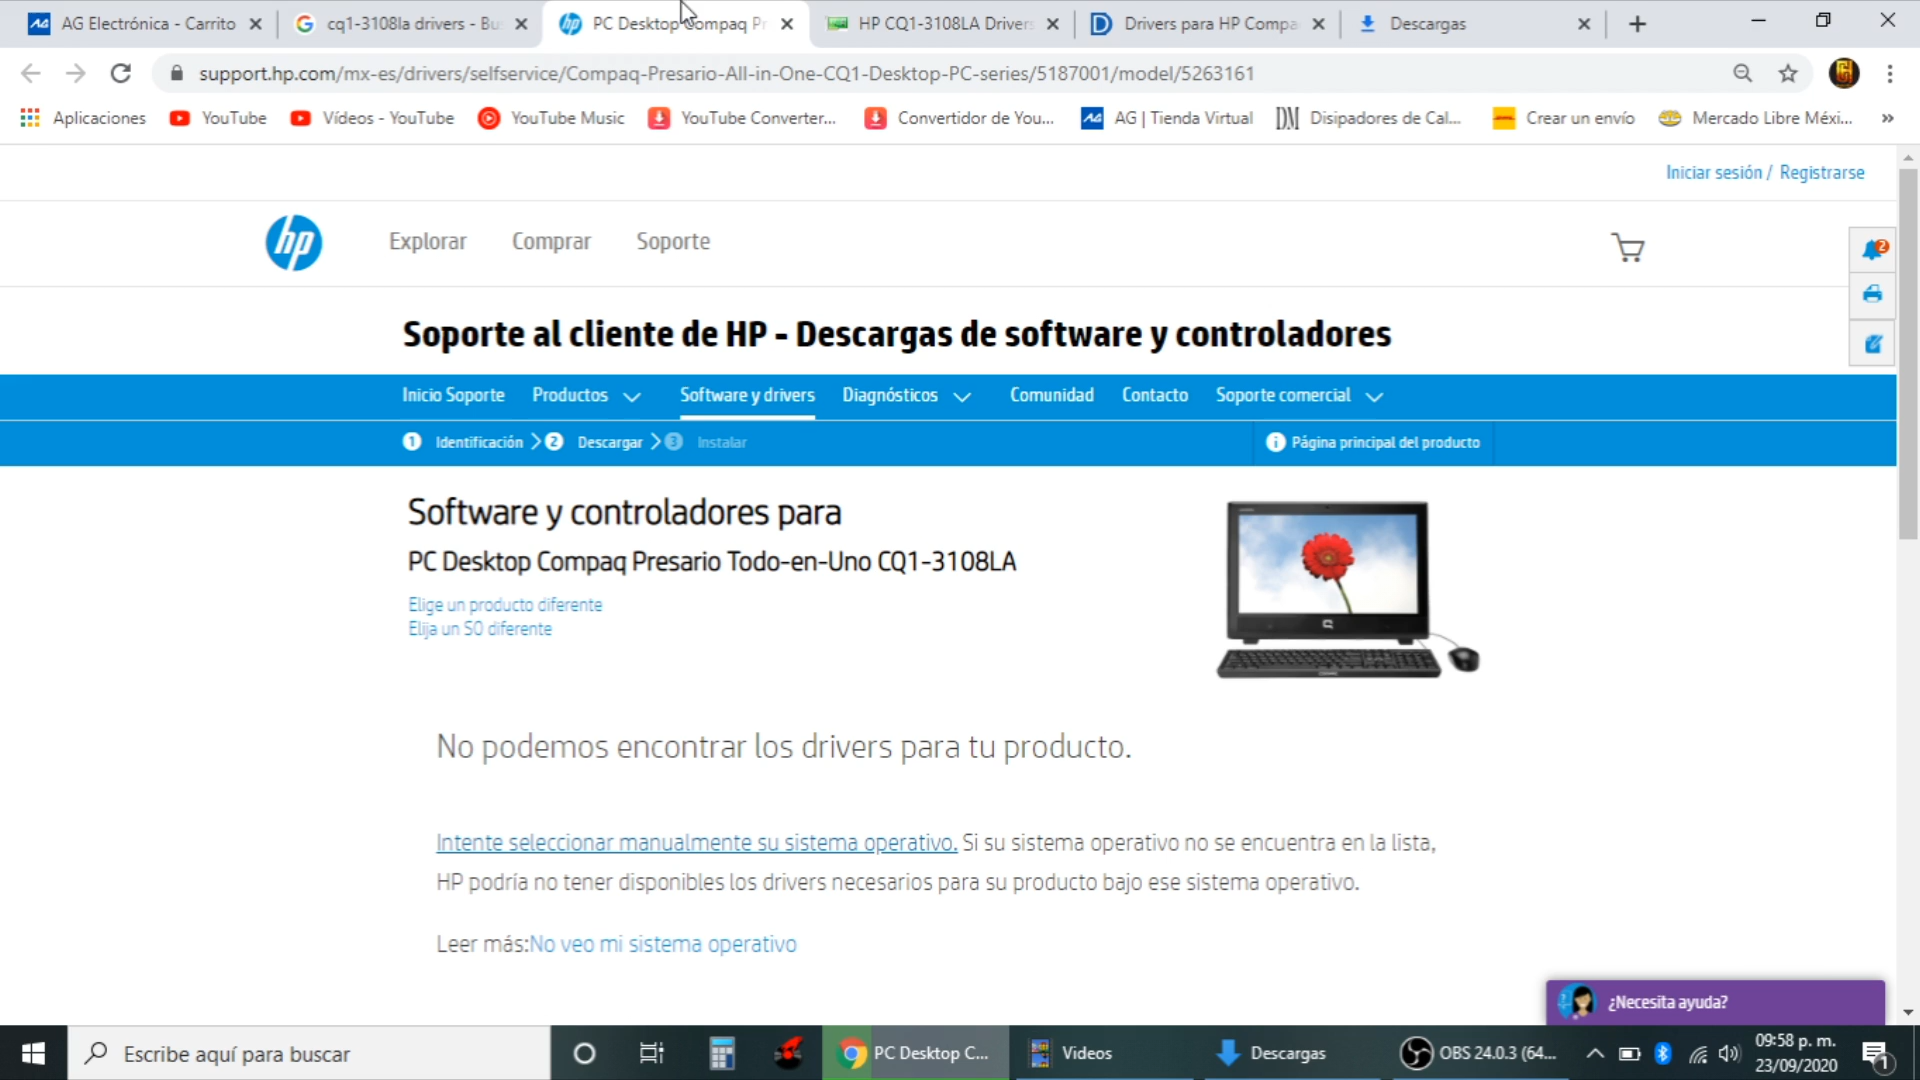 AG Electrónica - Carrito
cq1-3108la drivers - Bu
PC Desktop Compaq Pr
HP CQ1-3108LA Drivers
Drivers para HP Compa
Descargas
support.hp.com/mx-es/drivers/selfservice/Compaq-Presario-All-in-One-CQ1-Desktop-PC-series/5187001/model/5263161
Aplicaciones
YouTube
Vídeos - YouTube
YouTube Music
YouTube Converter...
Convertidor de You...
AG | Tienda Virtual
Disipadores de Cal...
Crear un envío
Mercado Libre Méxi...
»
Iniciar sesión / Registrarse
hp
Explorar
Comprar
Soporte
2
Soporte al cliente de HP - Descargas de software y controladores
Inicio Soporte
Productos
Software y drivers
Diagnósticos
Comunidad
Contacto
Soporte comercial
1 Identificación
2 Descargar
3 Instalar
Página principal del producto
Software y controladores para
PC Desktop Compaq Presario Todo-en-Uno CQ1-3108LA
Elige un producto diferente
Elija un SO diferente
No podemos encontrar los drivers para tu producto.
Intente seleccionar manualmente su sistema operativo. Si su sistema operativo no se encuentra en la lista,
HP podría no tener disponibles los drivers necesarios para su producto bajo ese sistema operativo.
Leer más:No veo mi sistema operativo
¿Necesita ayuda?
Escribe aquí para buscar
PC Desktop C...
Videos
Descargas
OBS 24.0.3 (64...
09:58 p. m.
23/09/2020
1